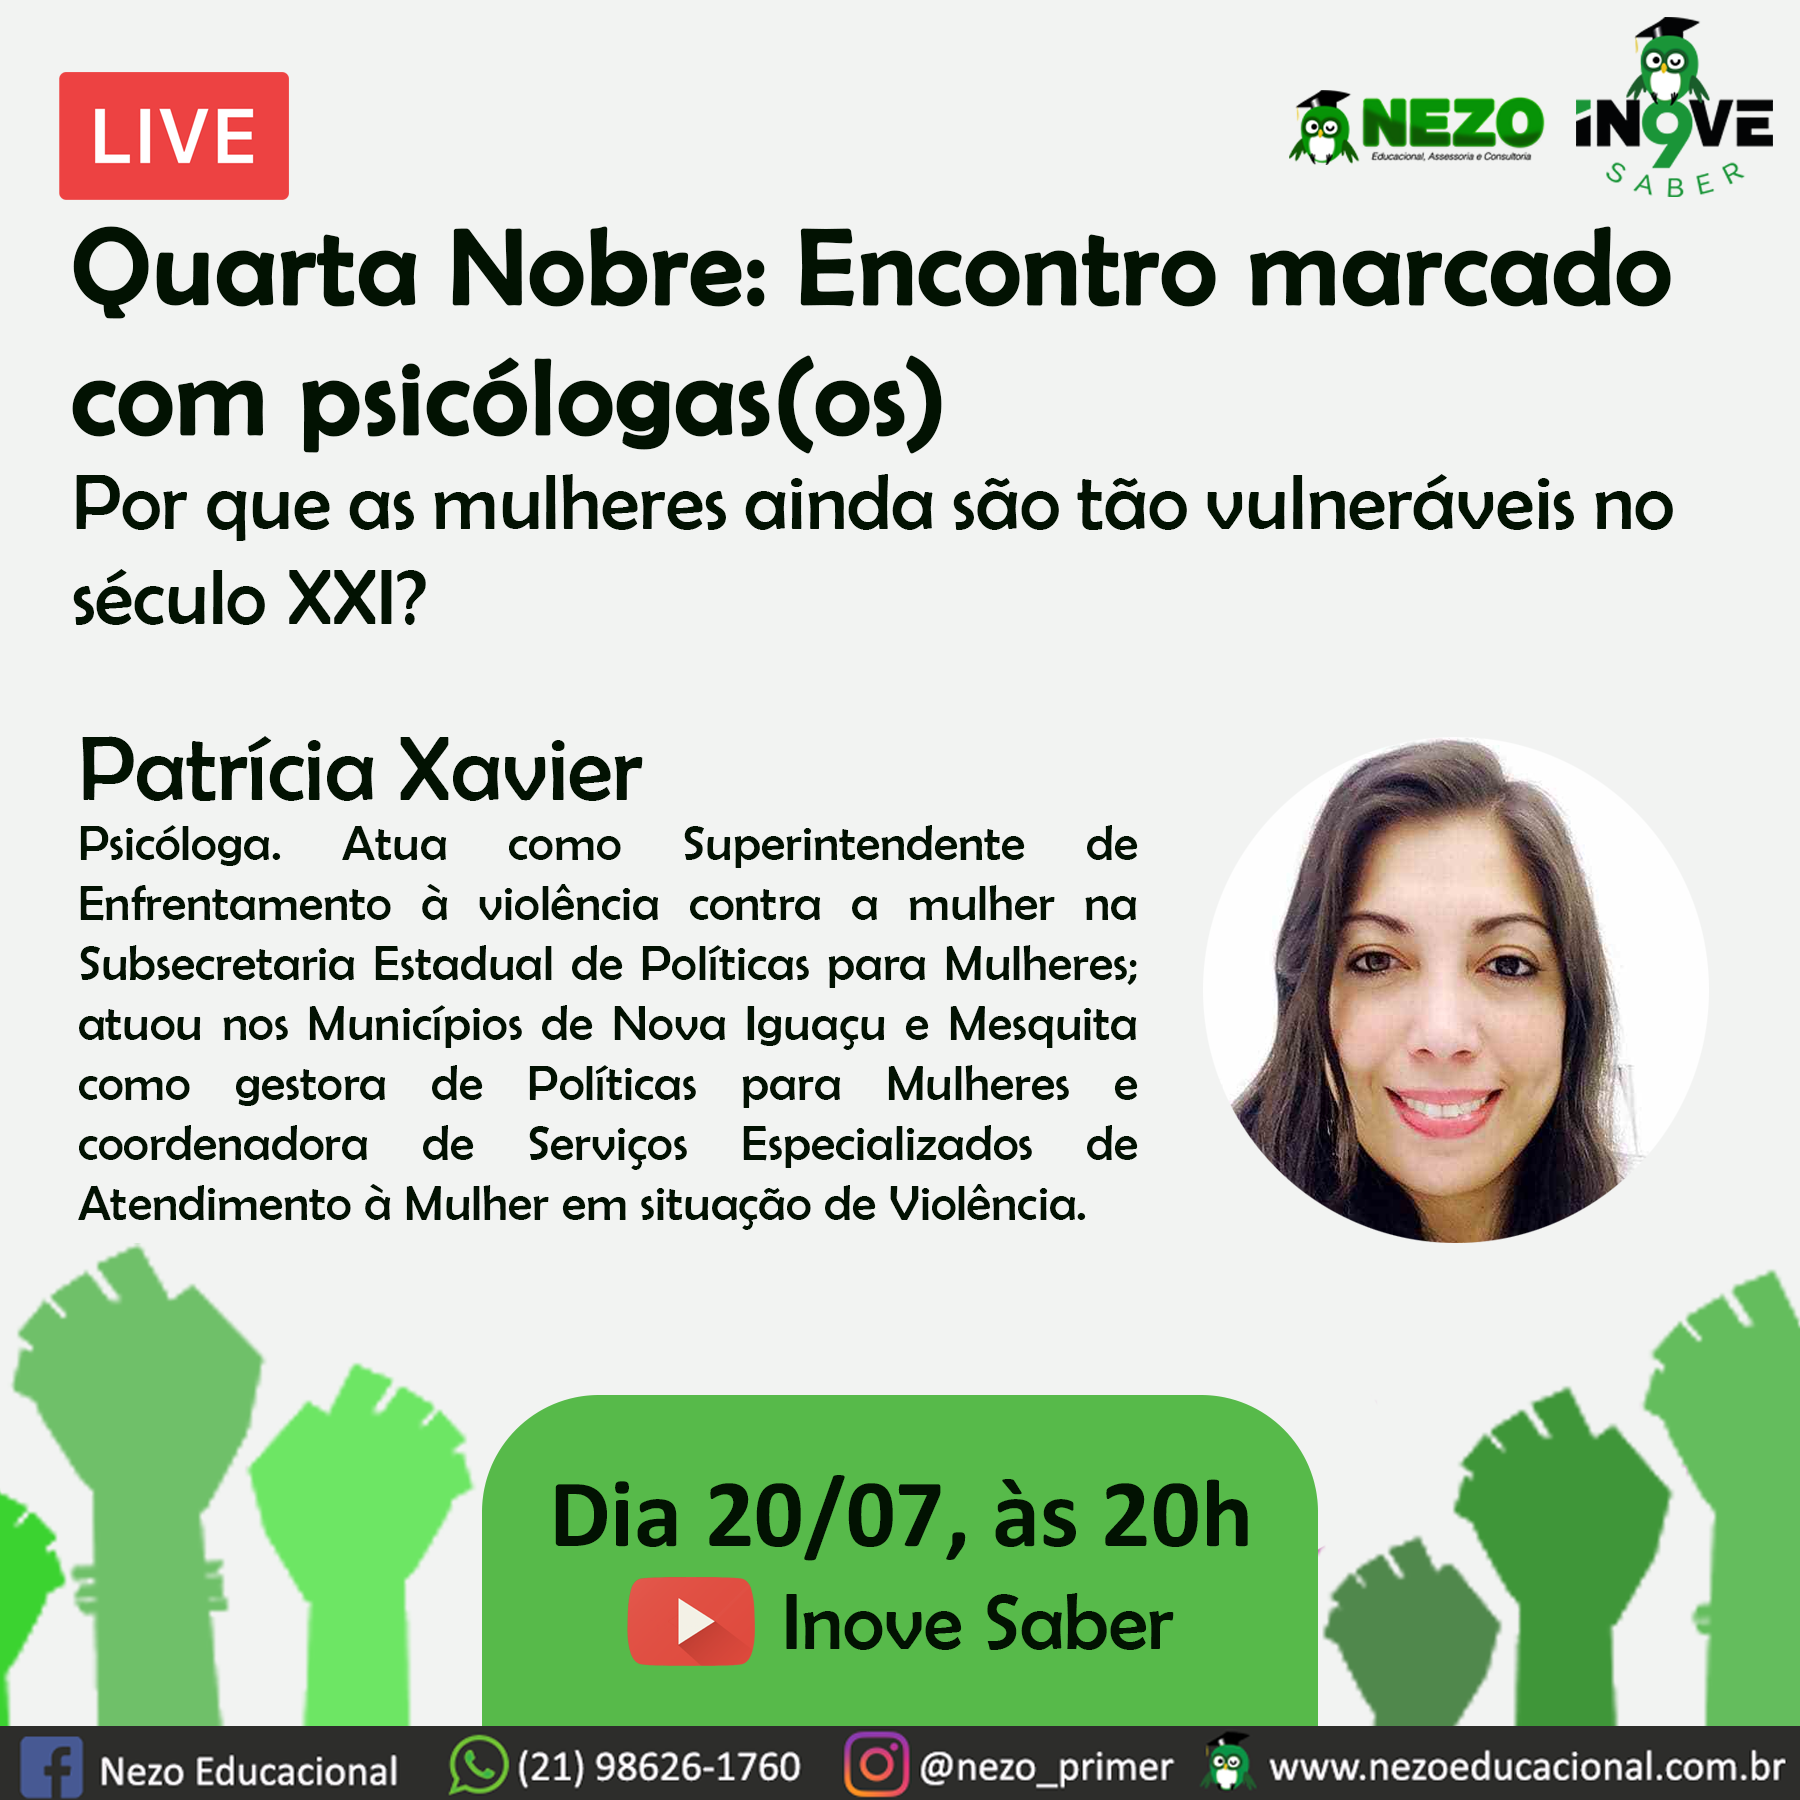 LIVE
NEZO
Educacional, Assessoria e Consultoria
iN9VE
SABER
Quarta Nobre: Encontro marcado
com psicólogas(os)
Por que as mulheres ainda são tão vulneráveis no
século XXI?
Patrícia Xavier
Psicóloga. Atua como Superintendente de
Enfrentamento à violência contra a mulher na
Subsecretaria Estadual de Políticas para Mulheres;
atuou nos Municípios de Nova Iguaçu e Mesquita
como gestora de Políticas para Mulheres e
coordenadora de Serviços Especializados de
Atendimento à Mulher em situação de Violência.
Dia 20/07, às 20h
Inove Saber
Nezo Educacional
(21) 98626-1760
@nezo_primer
www.nezoeducacional.com.br